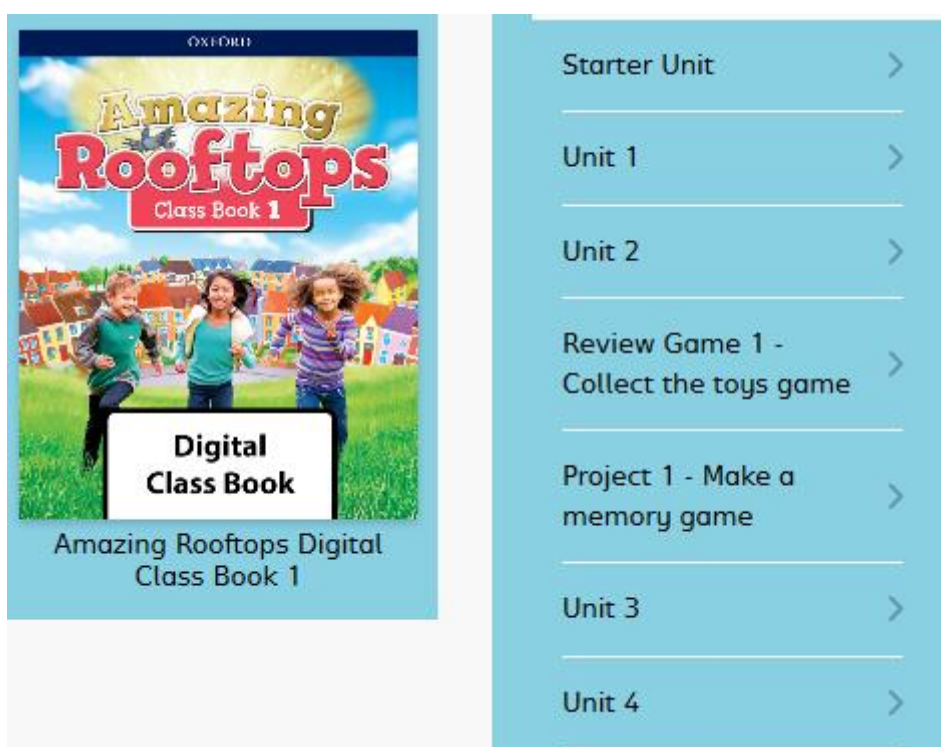 OXFORD
Amazing
Rooftops
Class Book 1
Digital
Class Book
Amazing Rooftops Digital
Class Book 1
Starter Unit
Unit 1
Unit 2
Review Game 1 -
Collect the toys game
Project 1 - Make a
memory game
Unit 3
Unit 4